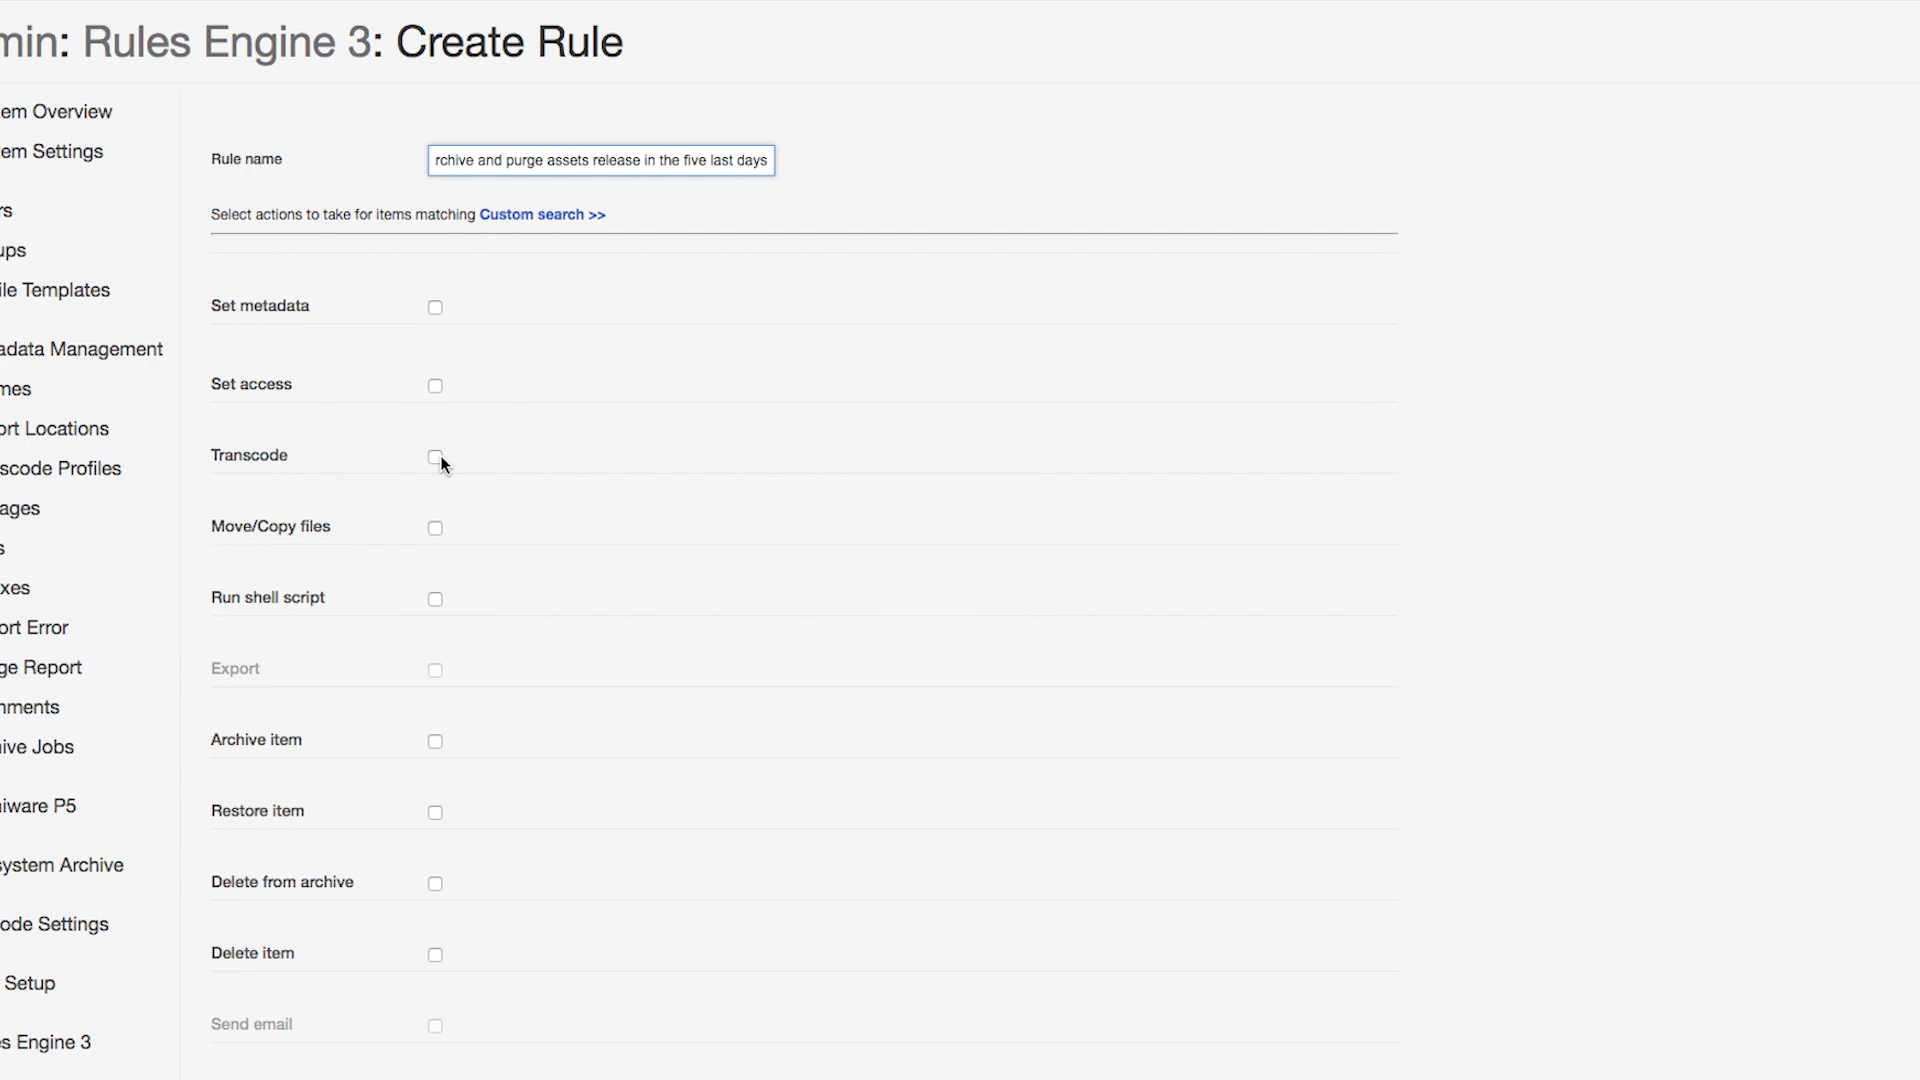 min: Rules Engine 3: Create Rule
em Overview
em Settings
rs
ups
ile Templates
adata Management
mes
ort Locations
scode Profiles
ages
s
xes
ort Error
ge Report
nments
ive Jobs
iware P5
system Archive
ode Settings
Setup
s Engine 3
Rule name
rchive and purge assets release in the five last days
Select actions to take for items matching Custom search >>
Set metadata
Set access
Transcode
Move/Copy files
Run shell script
Export
Archive item
Restore item
Delete from archive
Delete item
Send email